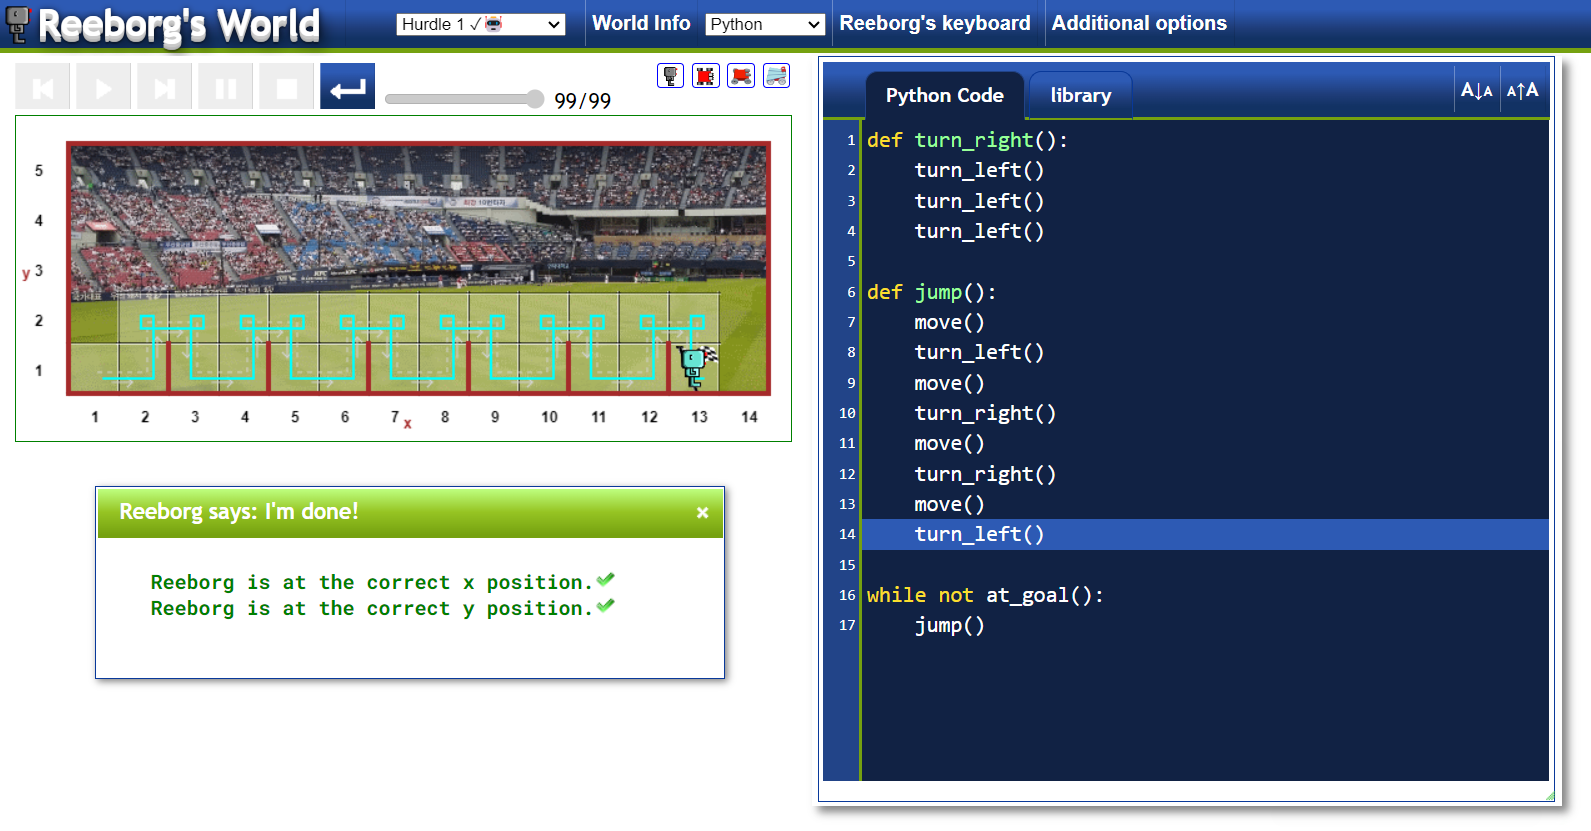 Reeborg's World
Hurdle 1 ✓
World Info
Python
Reeborg's keyboard
Additional options
99/99
5
4
y 3
2
1
1 2 3 4 5 6 7 8 9 10 11 12 13 14
x
Reeborg says: I'm done!
×
Reeborg is at the correct x position.
Reeborg is at the correct y position.
Python Code
library
A↓A
A↑A
1 def turn_right():
2     turn_left()
3     turn_left()
4     turn_left()
5
6 def jump():
7     move()
8     turn_left()
9     move()
10     turn_right()
11     move()
12     turn_right()
13     move()
14     turn_left()
15
16 while not at_goal():
17     jump()